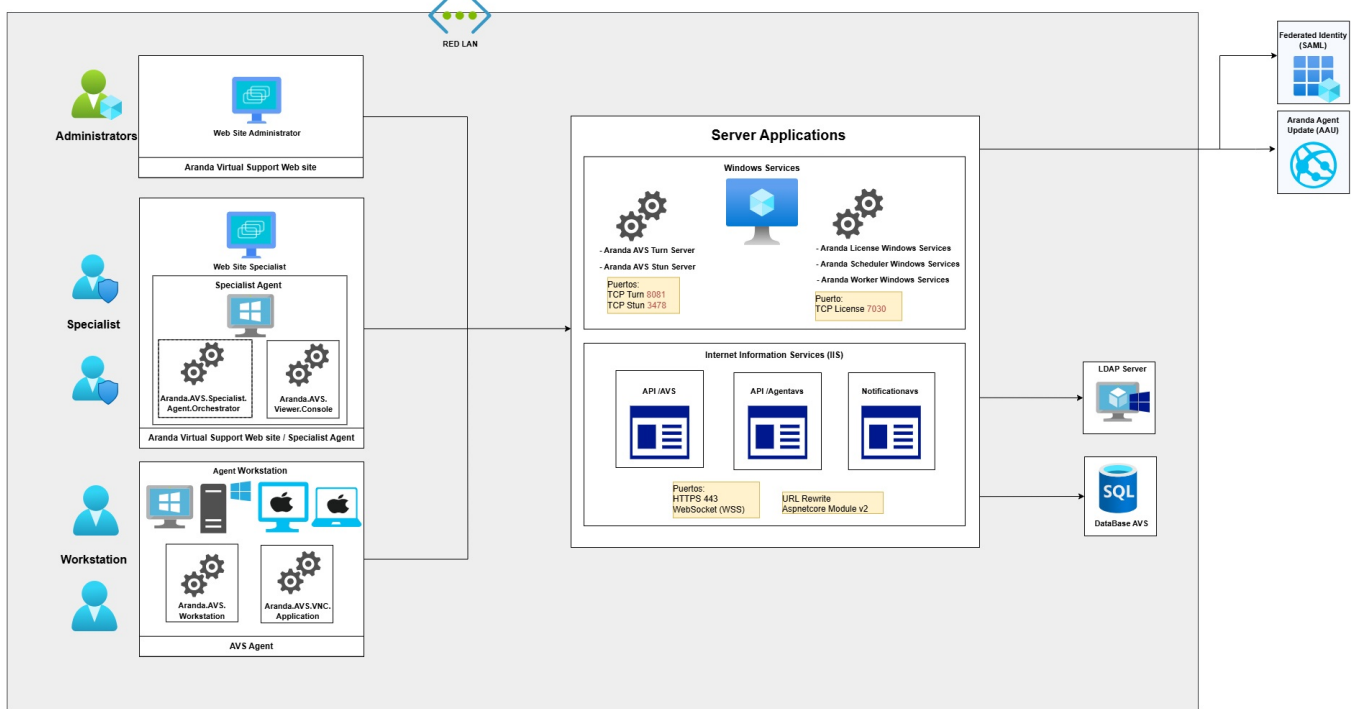 RED LAN
Administrators
Web Site Administrator
Aranda Virtual Support Web site
Specialist
Web Site Specialist
Specialist Agent
Aranda.AVS.Specialist.
Agent.Orchestrator
Aranda.AVS.
Viewer.Console
Aranda Virtual Support Web site / Specialist Agent
Workstation
Agent Workstation
Aranda.AVS.
Workstation
Aranda.AVS.VNC.
Application
AVS Agent
Server Applications
Windows Services
- Aranda AVS Turn Server
- Aranda AVS Stun Server
Puertos:
TCP Turn 8081
TCP Stun 3478
- Aranda License Windows Services
- Aranda Scheduler Windows Services
- Aranda Worker Windows Services
Puerto:
TCP License 7030
Internet Information Services (IIS)
API /AVS
API /Agentavs
Notificationavs
Puertos:
HTTPS 443
WebSocket (WSS)
URL Rewrite
Aspnetcore Module v2
Federated Identity
(SAML)
Aranda Agent
Update (AAU)
LDAP Server
SQL
DataBase AVS